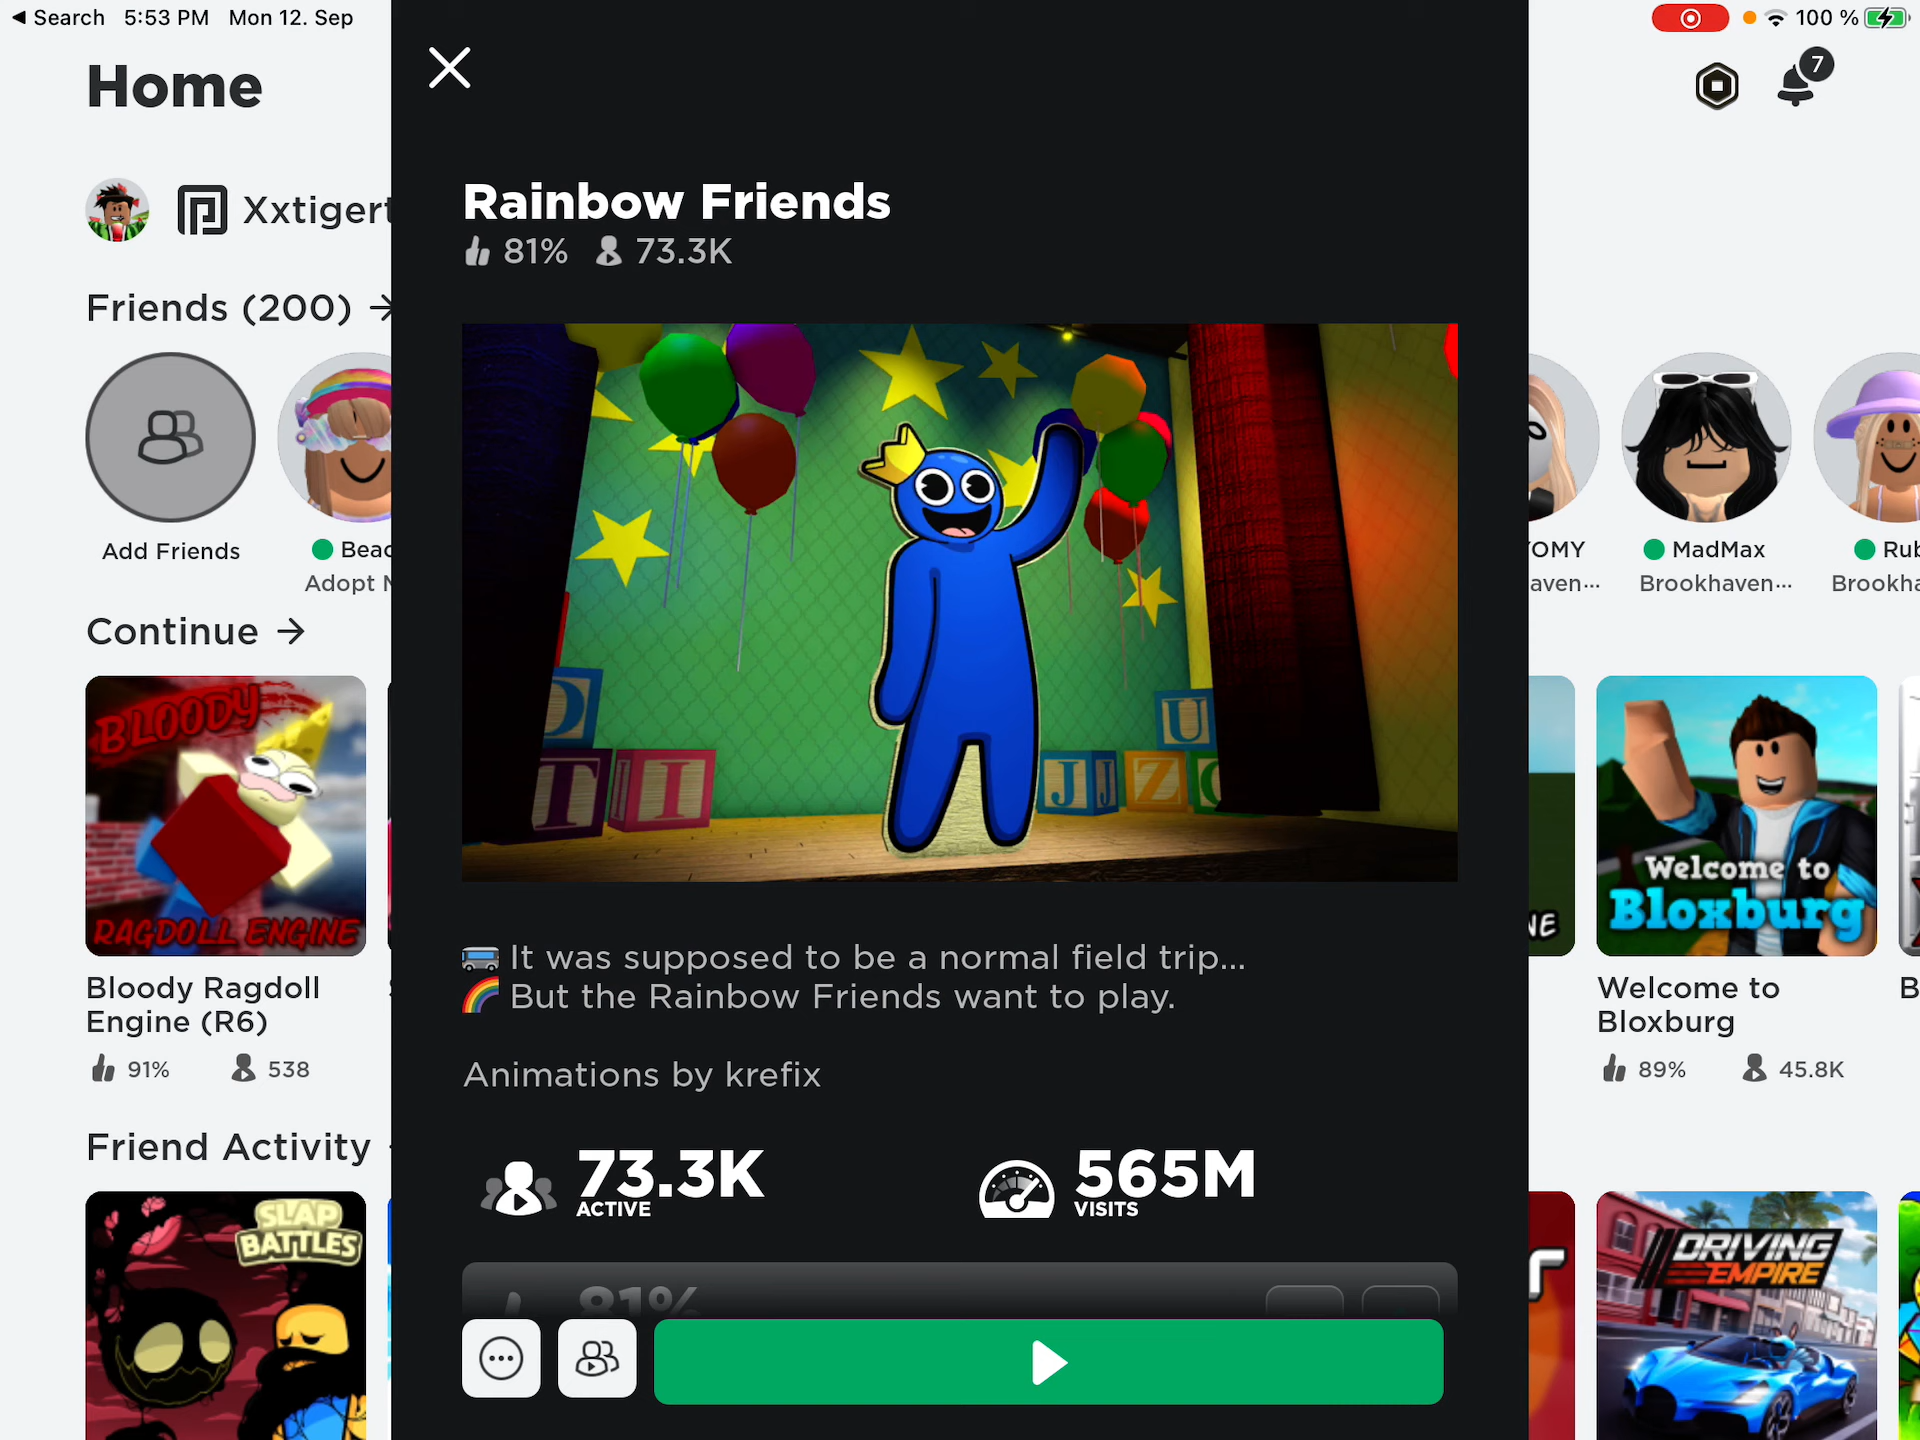 Search 5:53 PM Mon 12. Sep
100 %
Home
7
Xxtigert
Friends (200)
Add Friends
Beac
Adopt M
YOMY
aven...
MadMax
Brookhaven...
Rub
Brookha
Continue
BLOODY
RAGDOLL ENGINE
Bloody Ragdoll
Engine (R6)
91% 538
Friend Activity
SLAP
BATTLES
Rainbow Friends
81% 73.3K
T I J J Z U
It was supposed to be a normal field trip...
But the Rainbow Friends want to play.
Animations by krefix
73.3K
ACTIVE
565M
VISITS
81%
NE
Welcome to
Bloxburg
Welcome to
Bloxburg
89% 45.8K
B
r
DRIVING
EMPIRE